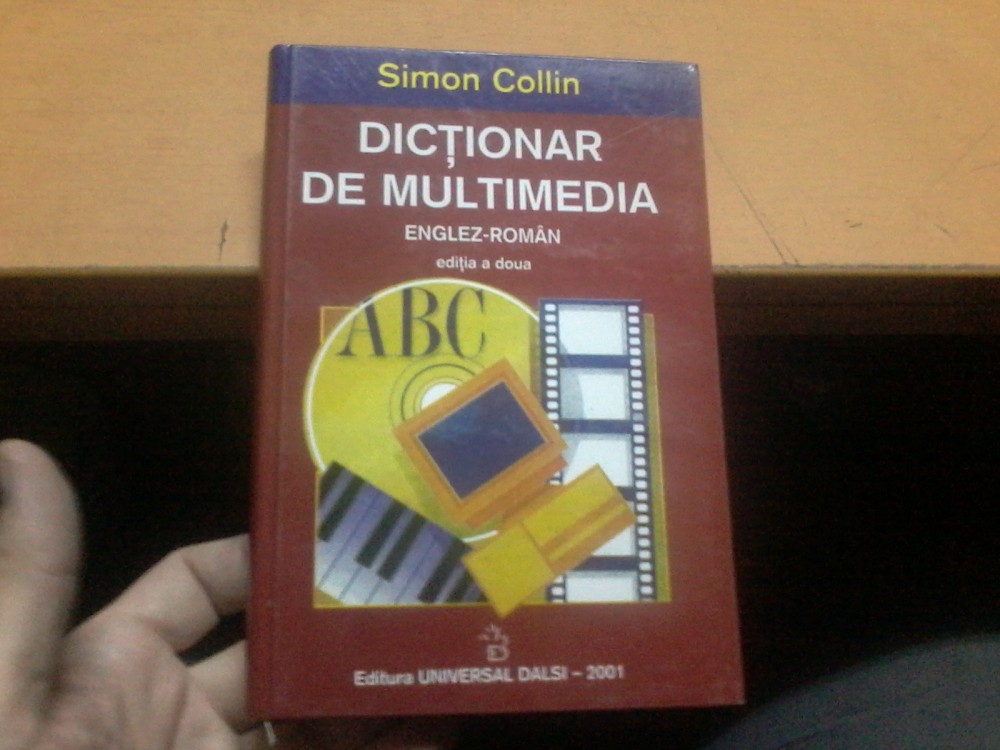 Simon Collin
DICȚIONAR
DE MULTIMEDIA
ENGLEZ-ROMÂN
ediția a doua
ABC
Editura UNIVERSAL DALSI – 2001